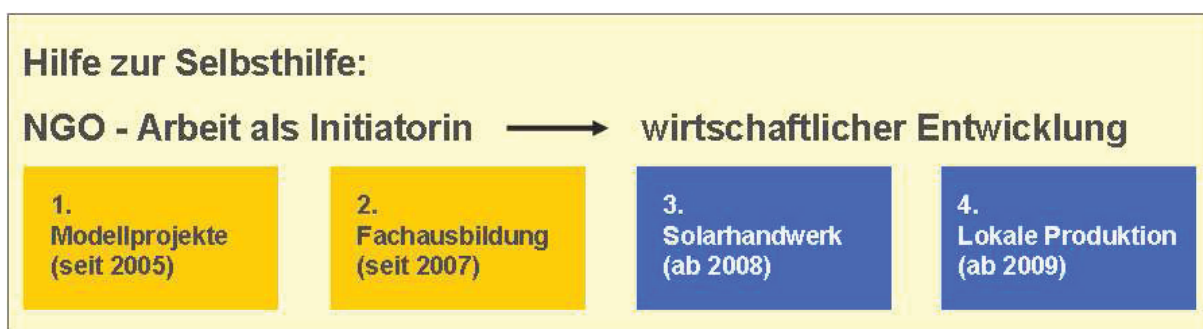 Hilfe zur Selbsthilfe:
NGO - Arbeit als Initiatorin → wirtschaftlicher Entwicklung
1.
Modellprojekte
(seit 2005)
2.
Fachausbildung
(seit 2007)
3.
Solarhandwerk
(ab 2008)
4.
Lokale Produktion
(ab 2009)